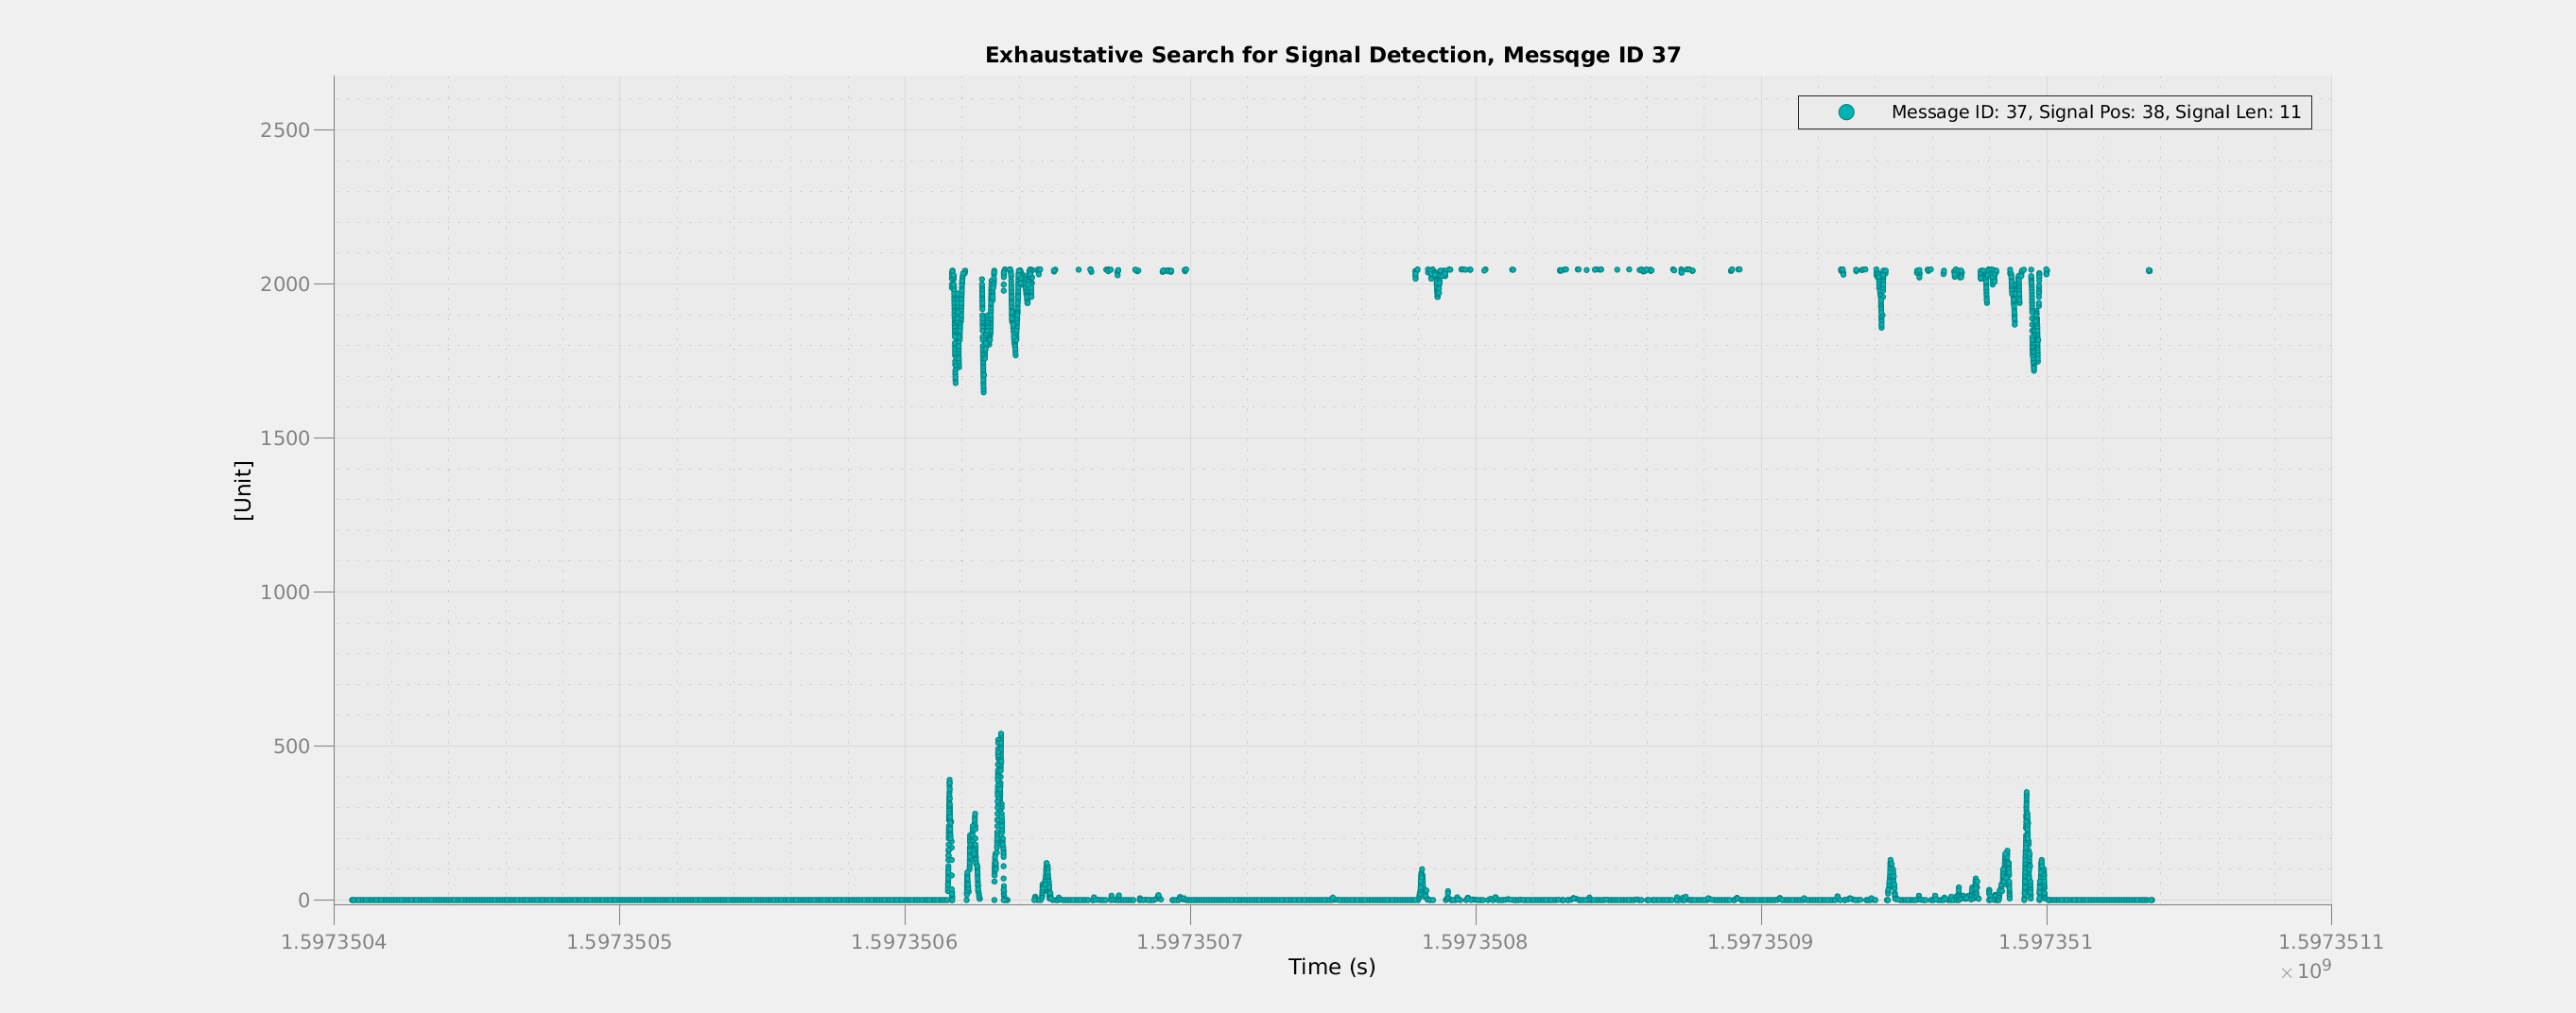 Exhaustative Search for Signal Detection, Messqge ID 37
Message ID: 37, Signal Pos: 38, Signal Len: 11
2500
2000
1500
1000
500
0
[Unit]
1.5973504 1.5973505 1.5973506 1.5973507 1.5973508 1.5973509 1.597351 1.5973511
Time (s)
× 10⁹